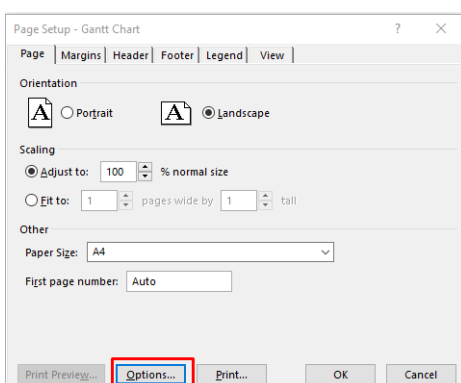 Page Setup - Gantt Chart ? ×
Page Margins Header Footer Legend View
Orientation
A Portrait A Landscape
Scaling
Adjust to: 100 % normal size
Fit to: 1 pages wide by 1 tall
Other
Paper Size: A4
First page number: Auto
Print Preview... Options... Print... OK Cancel